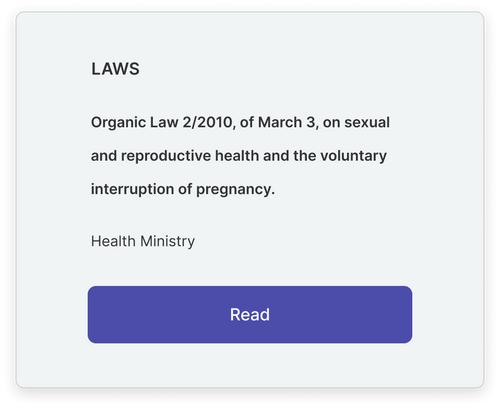 LAWS
Organic Law 2/2010, of March 3, on sexual
and reproductive health and the voluntary
interruption of pregnancy.
Health Ministry
Read